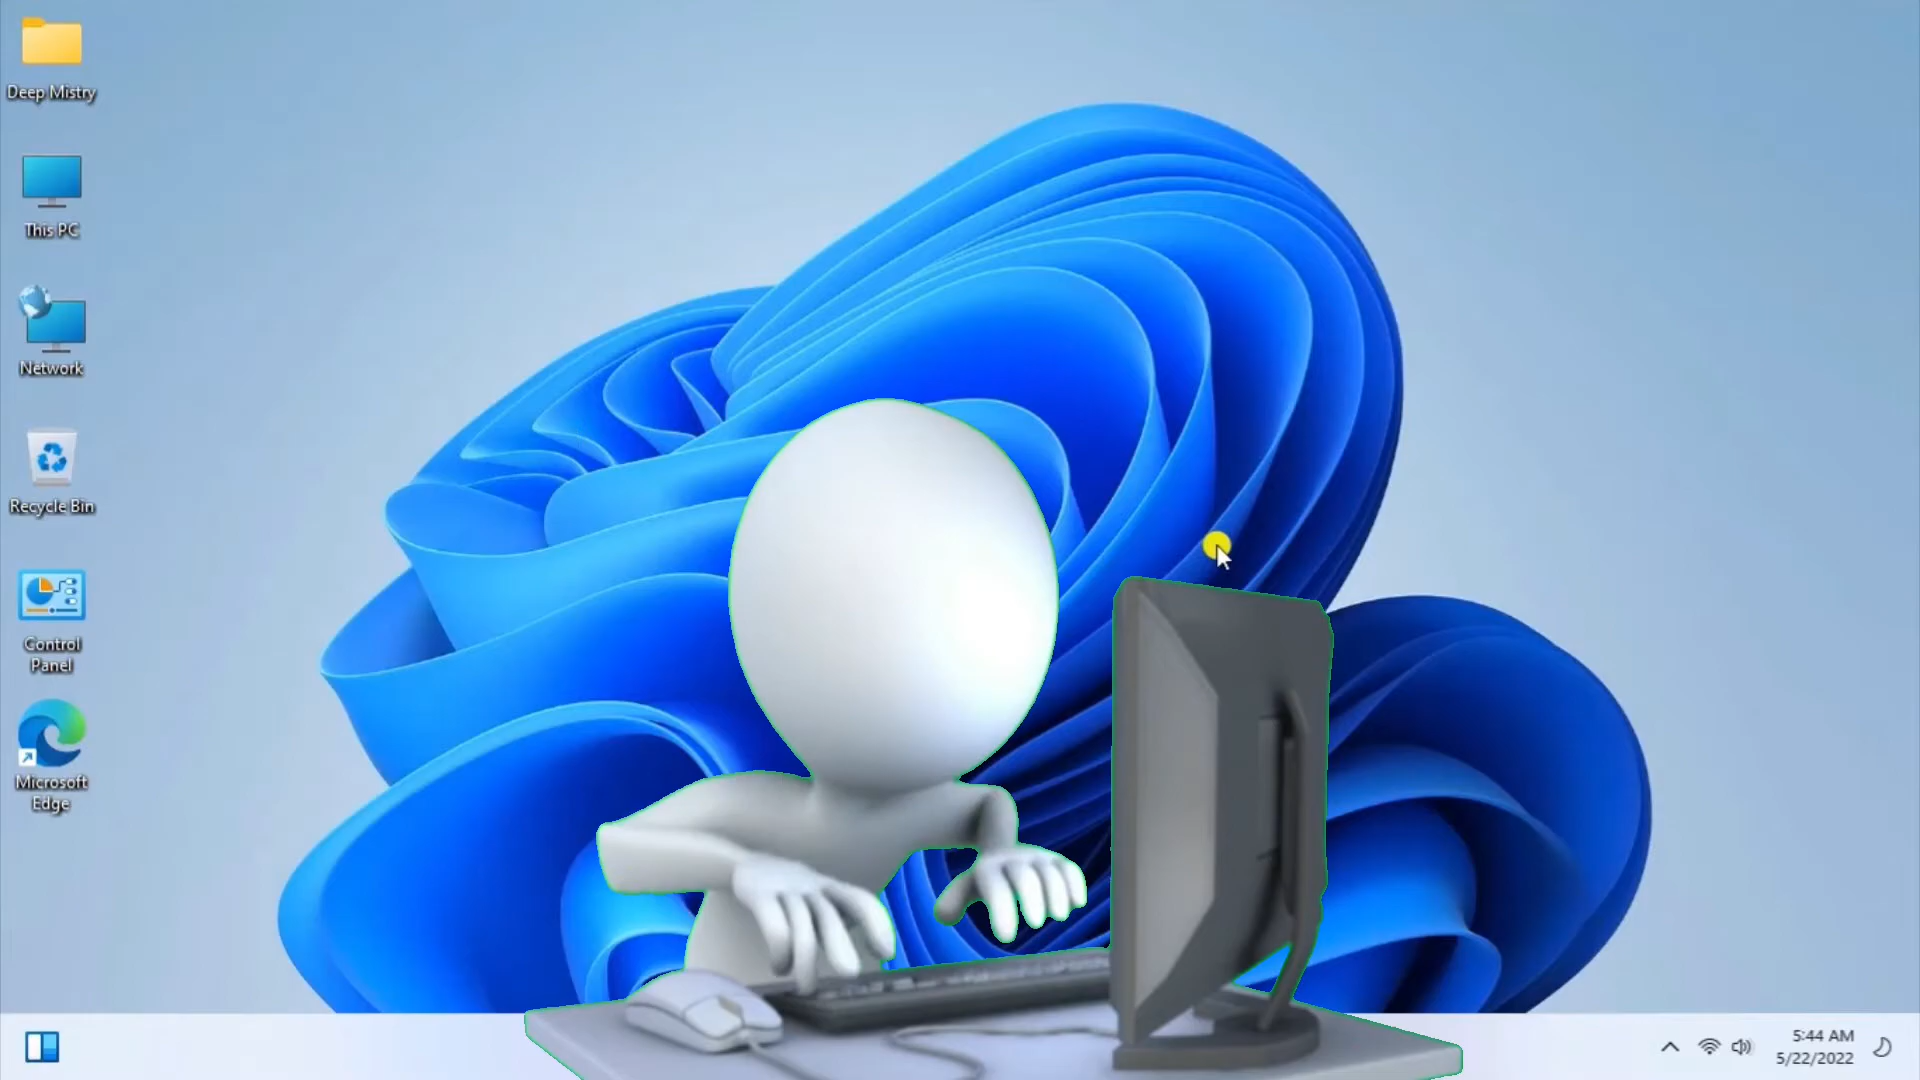 Deep Mistry
This PC
Network
Recycle Bin
Control
Panel
Microsoft
Edge
5:44 AM
5/22/2022